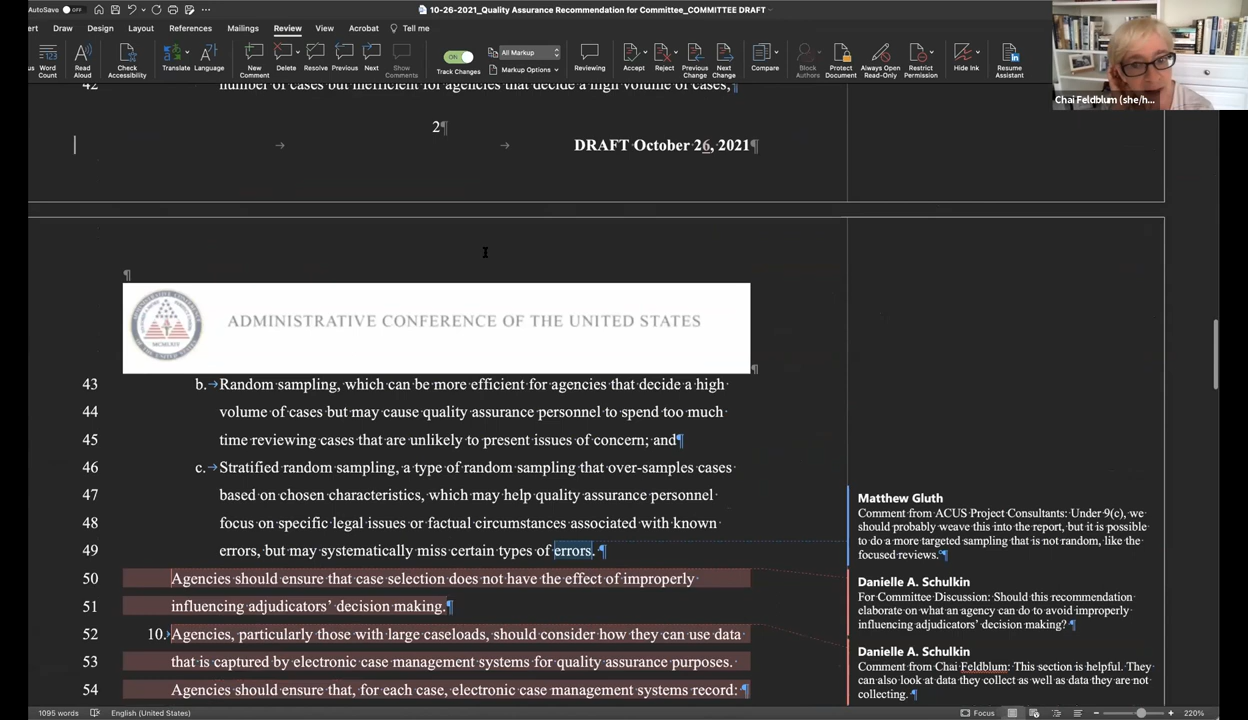 AutoSave OFF
10-26-2021_Quality Assurance Recommendation for Committee_COMMITTEE DRAFT
ert Draw Design Layout References Mailings Review View Acrobat Tell me
Word Count
Read Aloud
Check Accessibility
Translate
Language
New Comment
Delete
Resolve
Previous
Next
Show Comments
ON
Track Changes
All Markup
Markup Options
Reviewing
Accept
Reject
Previous Change
Next Change
Compare
Block Authors
Protect Document
Always Open Read-Only
Restrict Permission
Hide Ink
Resume Assistant
Chai Feldblum (she/h...
42 number of cases but inefficient for agencies that decide a high volume of cases;
2
DRAFT October 26, 2021
ADMINISTRATIVE CONFERENCE OF THE UNITED STATES
43 b. Random sampling, which can be more efficient for agencies that decide a high
44 volume of cases but may cause quality assurance personnel to spend too much
45 time reviewing cases that are unlikely to present issues of concern; and
46 c. Stratified random sampling, a type of random sampling that over-samples cases
47 based on chosen characteristics, which may help quality assurance personnel
48 focus on specific legal issues or factual circumstances associated with known
49 errors, but may systematically miss certain types of errors.
50 Agencies should ensure that case selection does not have the effect of improperly
51 influencing adjudicators' decision making.
52 10. Agencies, particularly those with large caseloads, should consider how they can use data
53 that is captured by electronic case management systems for quality assurance purposes.
54 Agencies should ensure that, for each case, electronic case management systems record:
Matthew Gluth
Comment from ACUS Project Consultants: Under 9(c), we
should probably weave this into the report, but it is possible
to do a more targeted sampling that is not random, like the
focused reviews.
Danielle A. Schulkin
For Committee Discussion: Should this recommendation
elaborate on what an agency can do to avoid improperly
influencing adjudicators' decision making?
Danielle A. Schulkin
Comment from Chai Feldblum: This section is helpful. They
can also look at data they collect as well as data they are not
collecting.
1095 words English (United States) Focus 220%